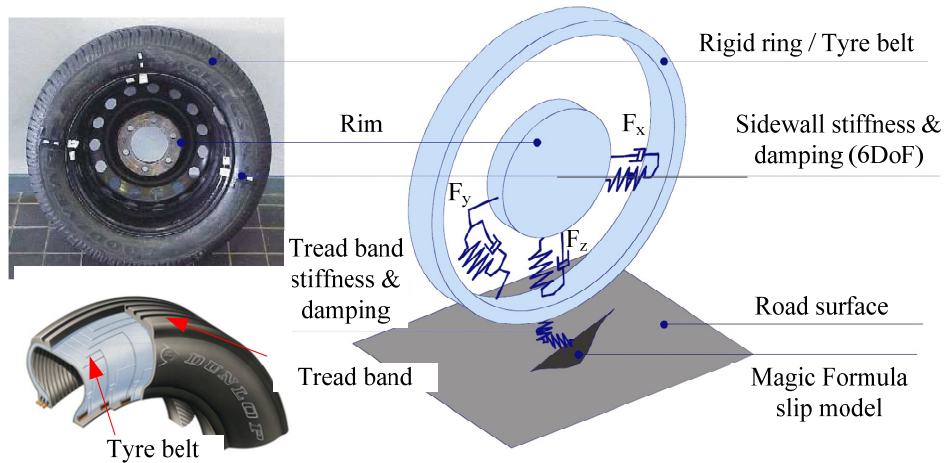 Rigid ring / Tyre belt
Rim
Fx
Sidewall stiffness &
damping (6DoF)
Fy
Fz
Tread band
stiffness &
damping
Road surface
Tread band
Magic Formula
slip model
DUNLOP
Tyre belt